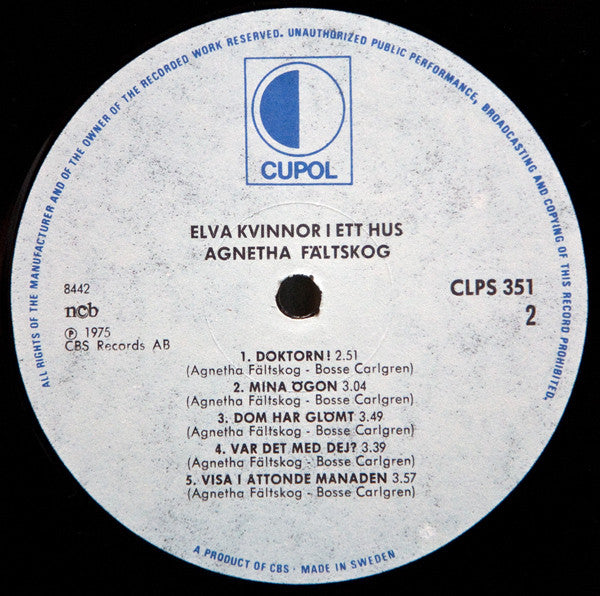 ALL RIGHTS OF THE MANUFACTURER AND OF THE OWNER OF THE RECORDED WORK RESERVED. UNAUTHORIZED PUBLIC PERFORMANCE, BROADCASTING AND COPYING OF THIS RECORD PROHIBITED.
CUPOL
ELVA KVINNOR I ETT HUS
AGNETHA FÄLTSKOG
8442
ncb
Ⓟ 1975
CBS Records AB
CLPS 351
2
1. DOKTORN! 2.51
(Agnetha Fältskog - Bosse Carlgren)
2. MINA ÖGON 3.04
(Agnetha Fältskog - Bosse Carlgren)
3. DOM HAR GLÖMT 3.49
(Agnetha Fältskog - Bosse Carlgren)
4. VAR DET MED DEJ? 3.39
(Agnetha Fältskog - Bosse Carlgren)
5. VISA I ÅTTONDE MÅNADEN 3.57
(Agnetha Fältskog - Bosse Carlgren)
A PRODUCT OF CBS · MADE IN SWEDEN